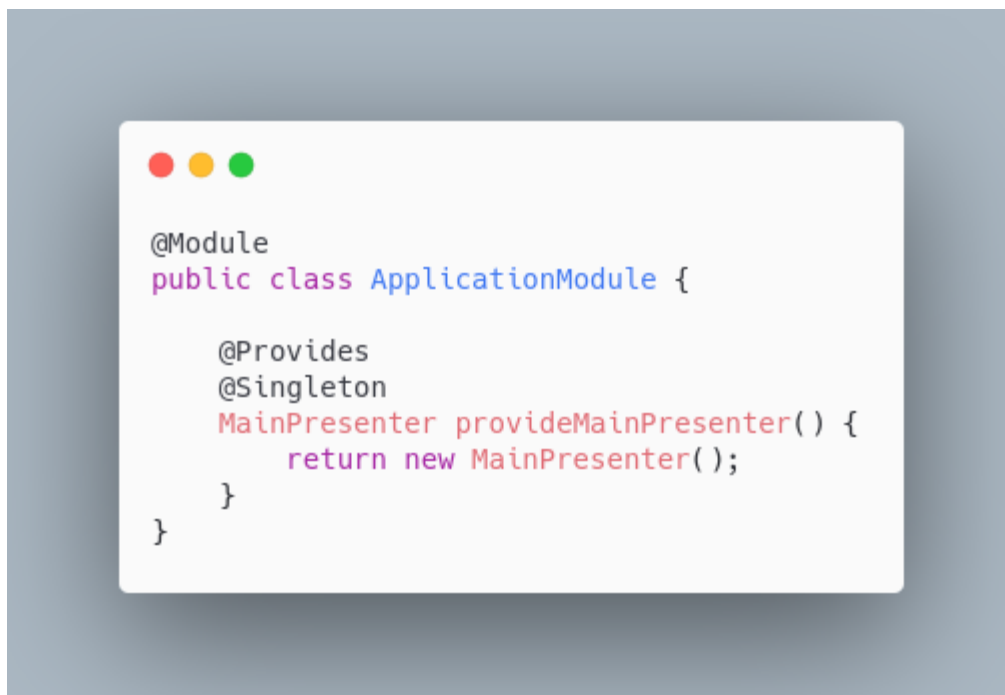 @Module
public class ApplicationModule {
@Provides
@Singleton
MainPresenter provideMainPresenter() {
return new MainPresenter();
}
}